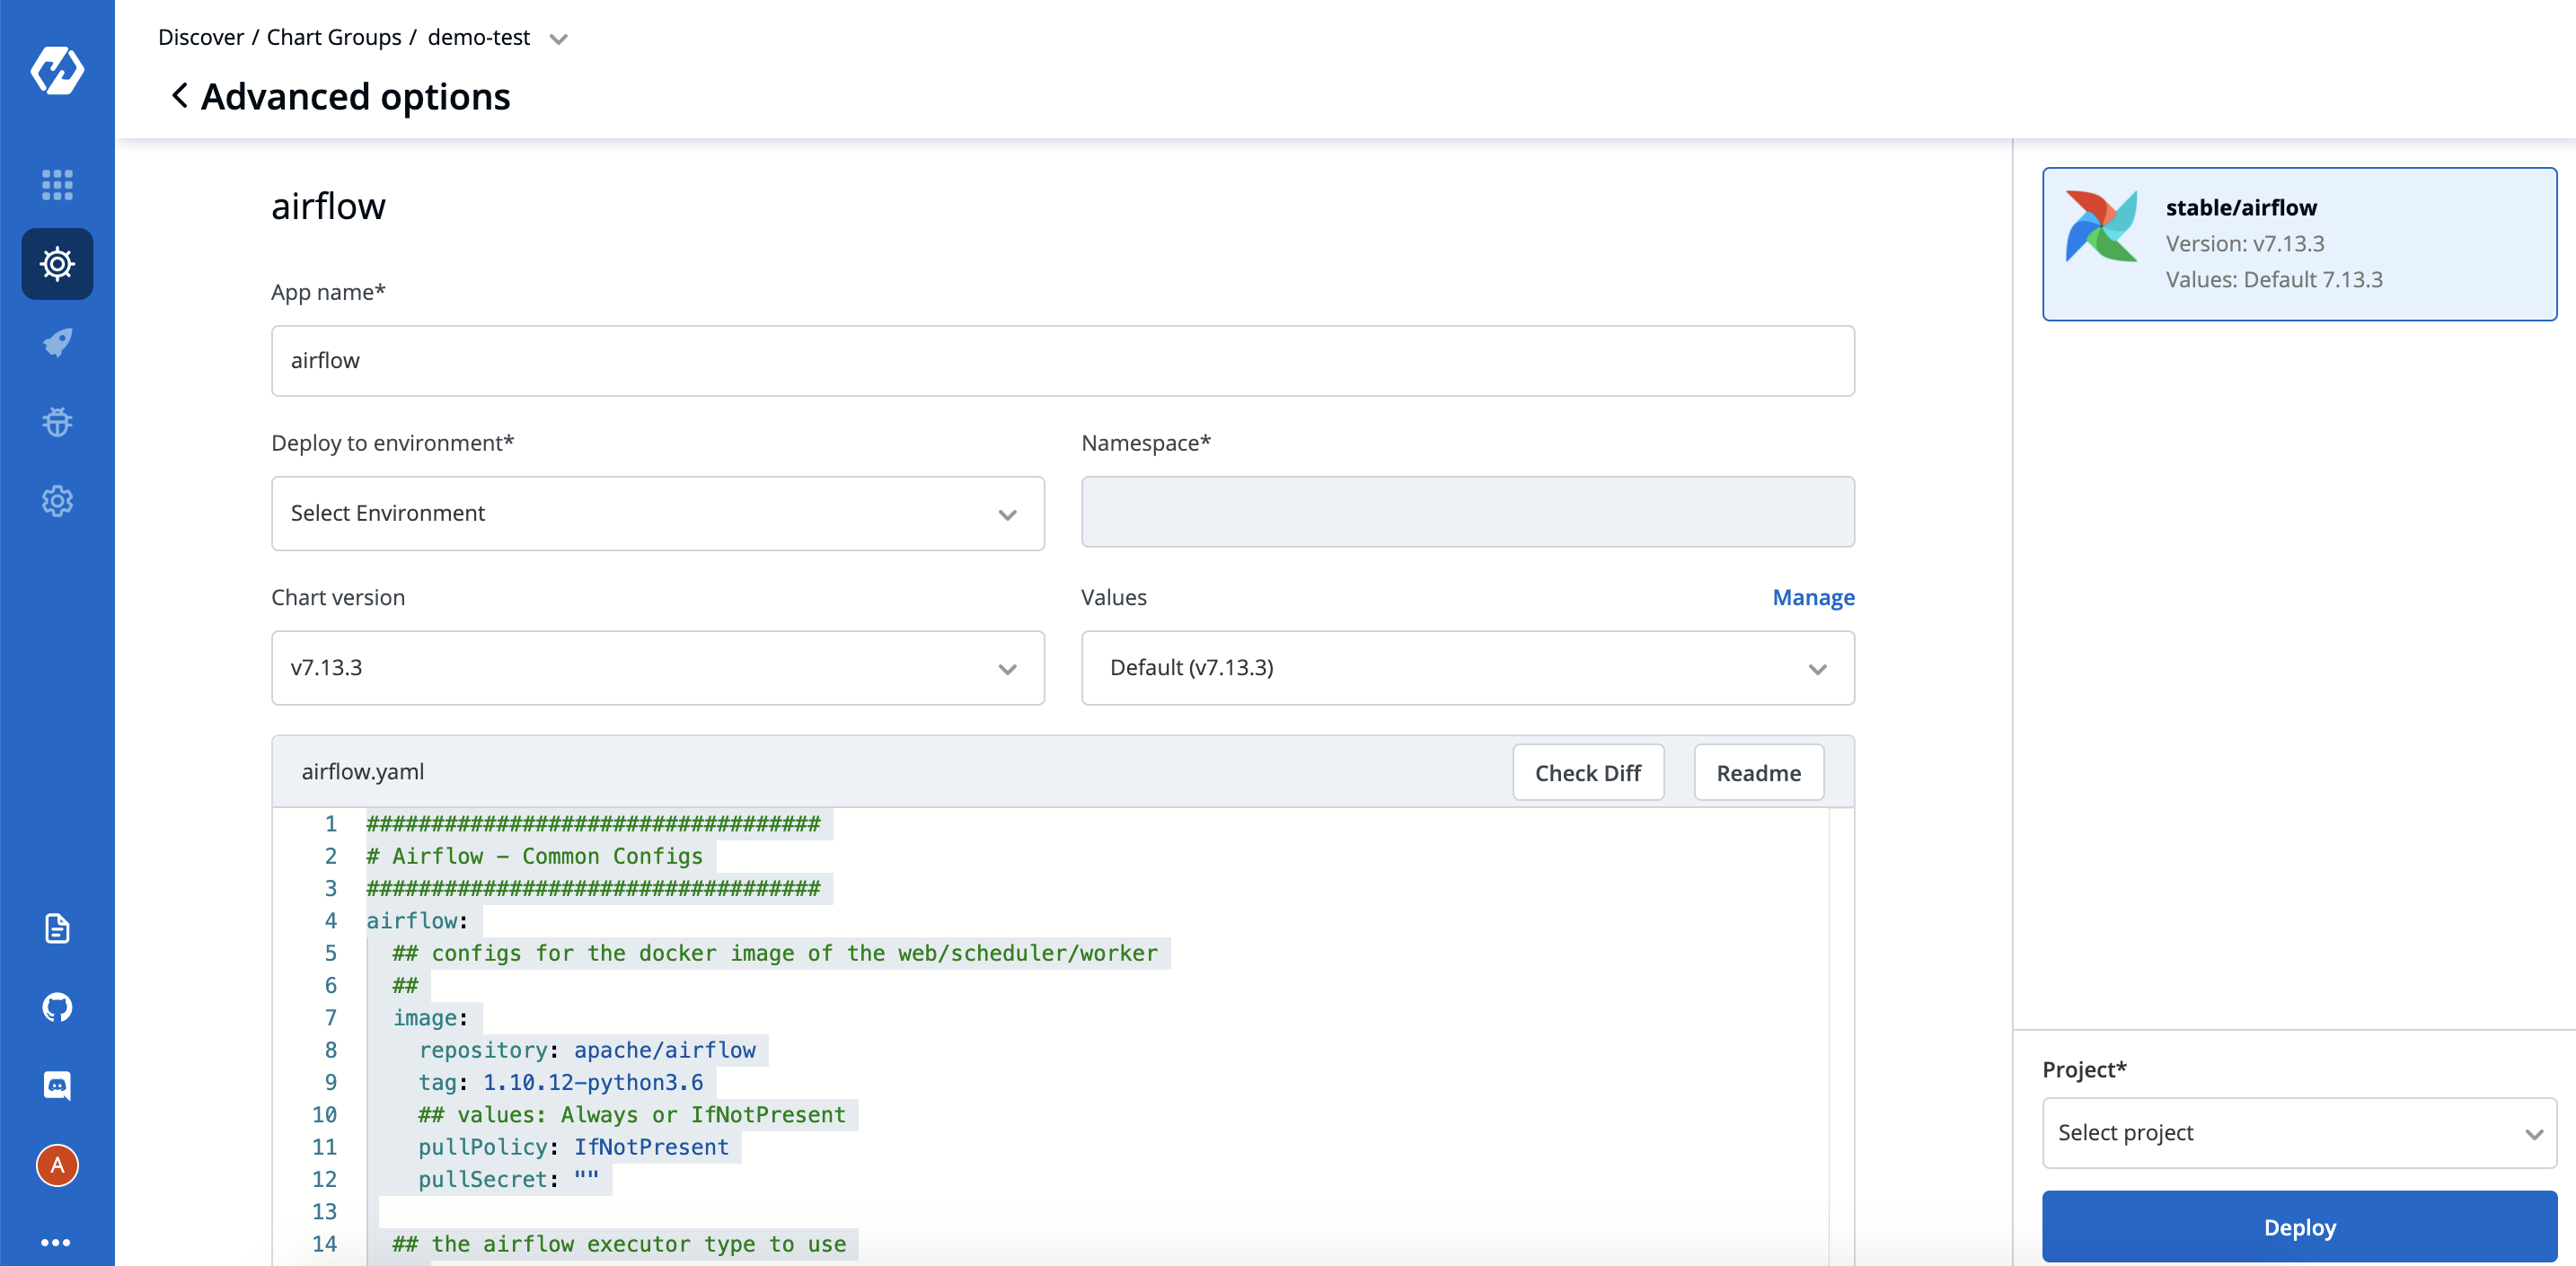 Discover / Chart Groups / demo-test
Advanced options
airflow
App name*
airflow
Deploy to environment*
Namespace*
Select Environment
Chart version
Values
Manage
v7.13.3
Default (v7.13.3)
airflow.yaml
Check Diff
Readme
1 ###################################
2 # Airflow - Common Configs
3 ###################################
4 airflow:
5 ## configs for the docker image of the web/scheduler/worker
6 ##
7 image:
8 repository: apache/airflow
9 tag: 1.10.12-python3.6
10 ## values: Always or IfNotPresent
11 pullPolicy: IfNotPresent
12 pullSecret: ""
13
14 ## the airflow executor type to use
stable/airflow
Version: v7.13.3
Values: Default 7.13.3
Project*
Select project
Deploy
A